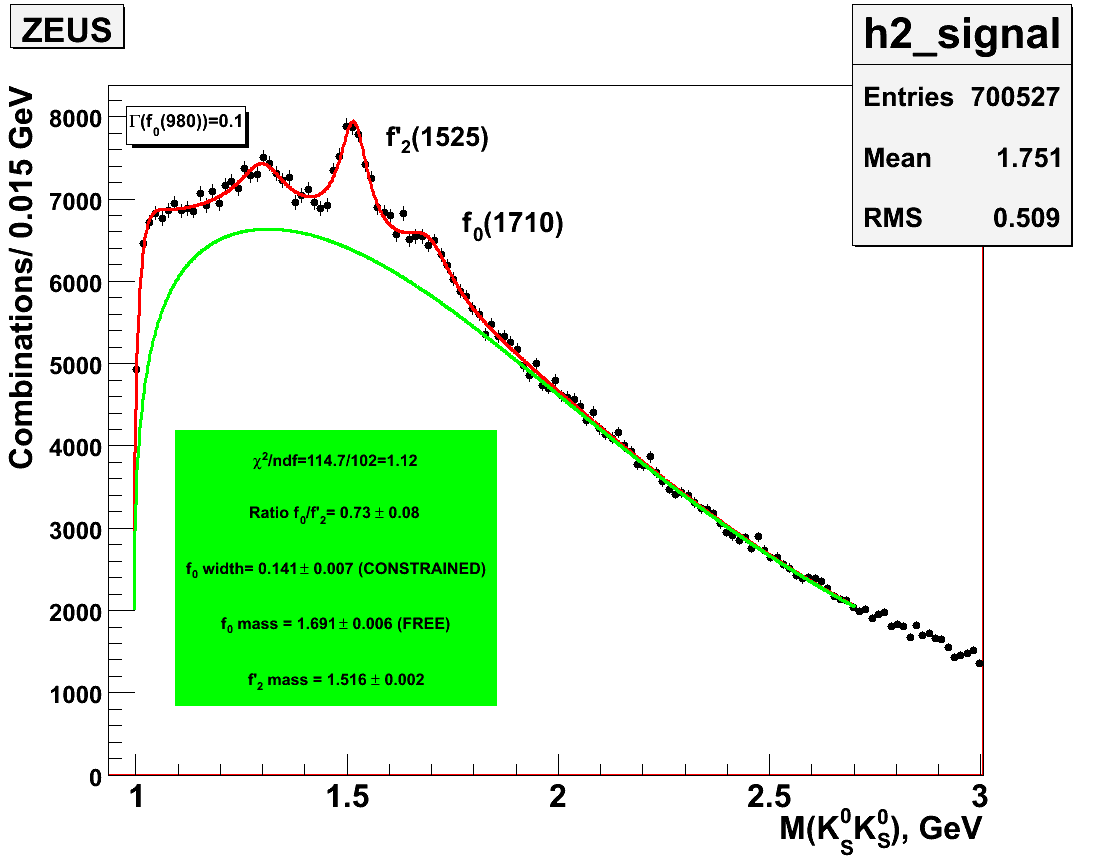 ZEUS
h2_signal
Entries 700527
Mean 1.751
RMS 0.509
Γ(f₀(980))=0.1
f'₂(1525)
f₀(1710)
Combinations/ 0.015 GeV
8000
7000
6000
5000
4000
3000
2000
1000
0
χ²/ndf=114.7/102=1.12
Ratio f₀/f'₂= 0.73 ± 0.08
f₀ width= 0.141± 0.007 (CONSTRAINED)
f₀ mass = 1.691± 0.006 (FREE)
f'₂ mass = 1.516 ± 0.002
1 1.5 2 2.5 3
M(K⁰_SK⁰_S), GeV